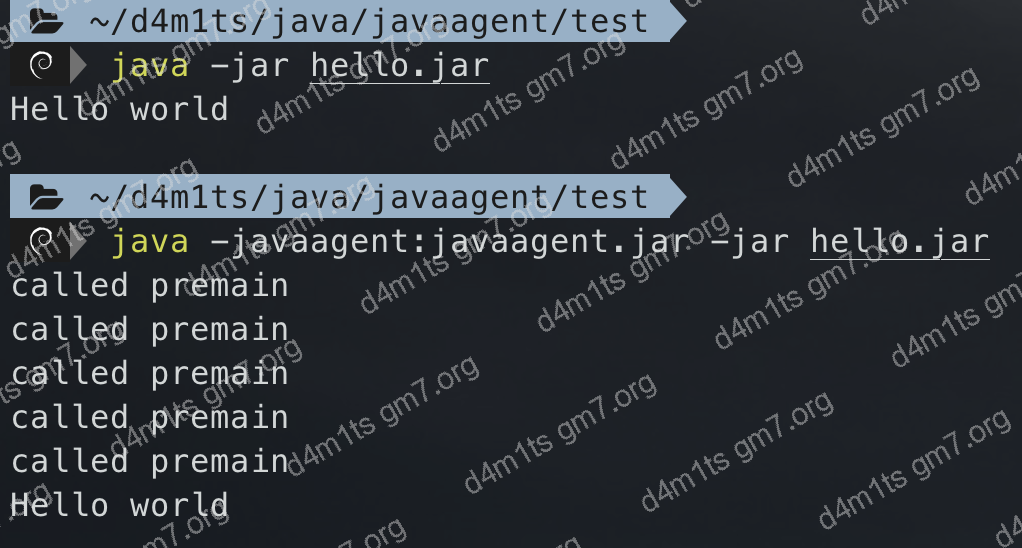 ~/d4m1ts/java/javaagent/test
java -jar hello.jar
Hello world
~/d4m1ts/java/javaagent/test
java -javaagent:javaagent.jar -jar hello.jar
called premain
called premain
called premain
called premain
called premain
Hello world
d4m1ts gm7.org